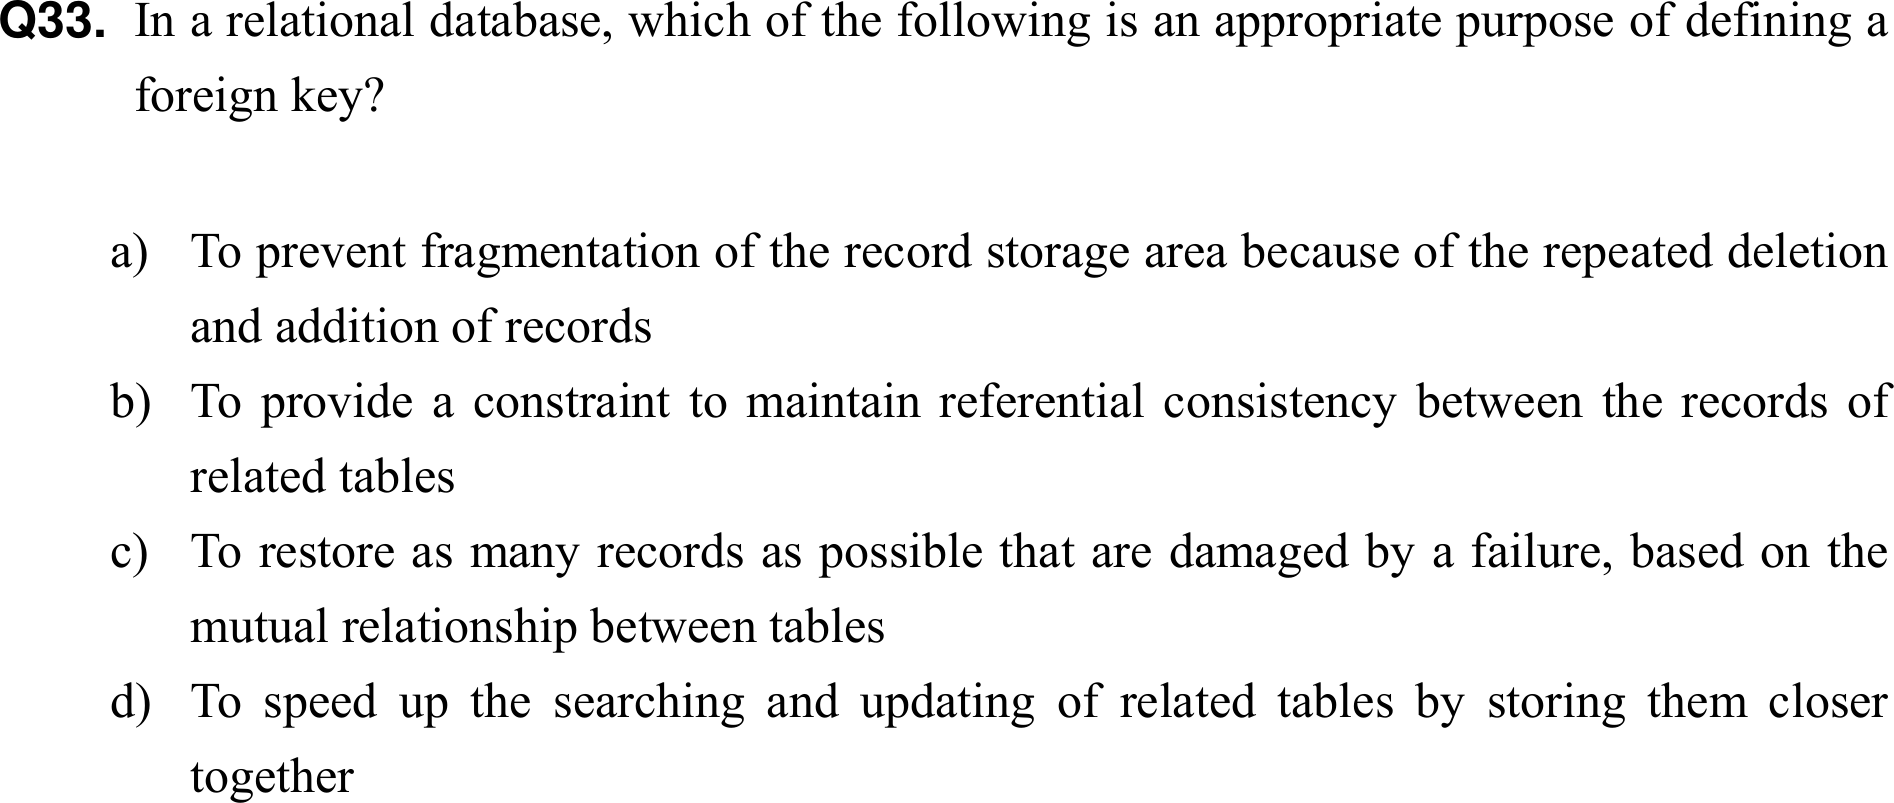 Q33. In a relational database, which of the following is an appropriate purpose of defining a
foreign key?
a) To prevent fragmentation of the record storage area because of the repeated deletion
and addition of records
b) To provide a constraint to maintain referential consistency between the records of
related tables
c) To restore as many records as possible that are damaged by a failure, based on the
mutual relationship between tables
d) To speed up the searching and updating of related tables by storing them closer
together